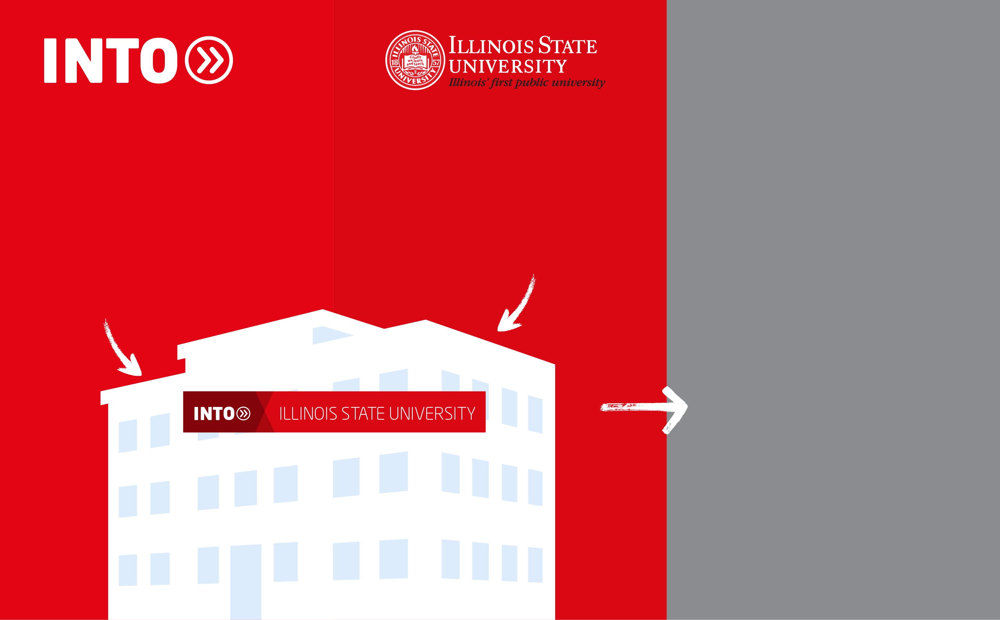 INTO
ILLINOIS STATE
UNIVERSITY
Illinois' first public university
ILLINOIS STATE UNIVERSITY
18 57
Gladly
we learn
and teach
INTO ILLINOIS STATE UNIVERSITY